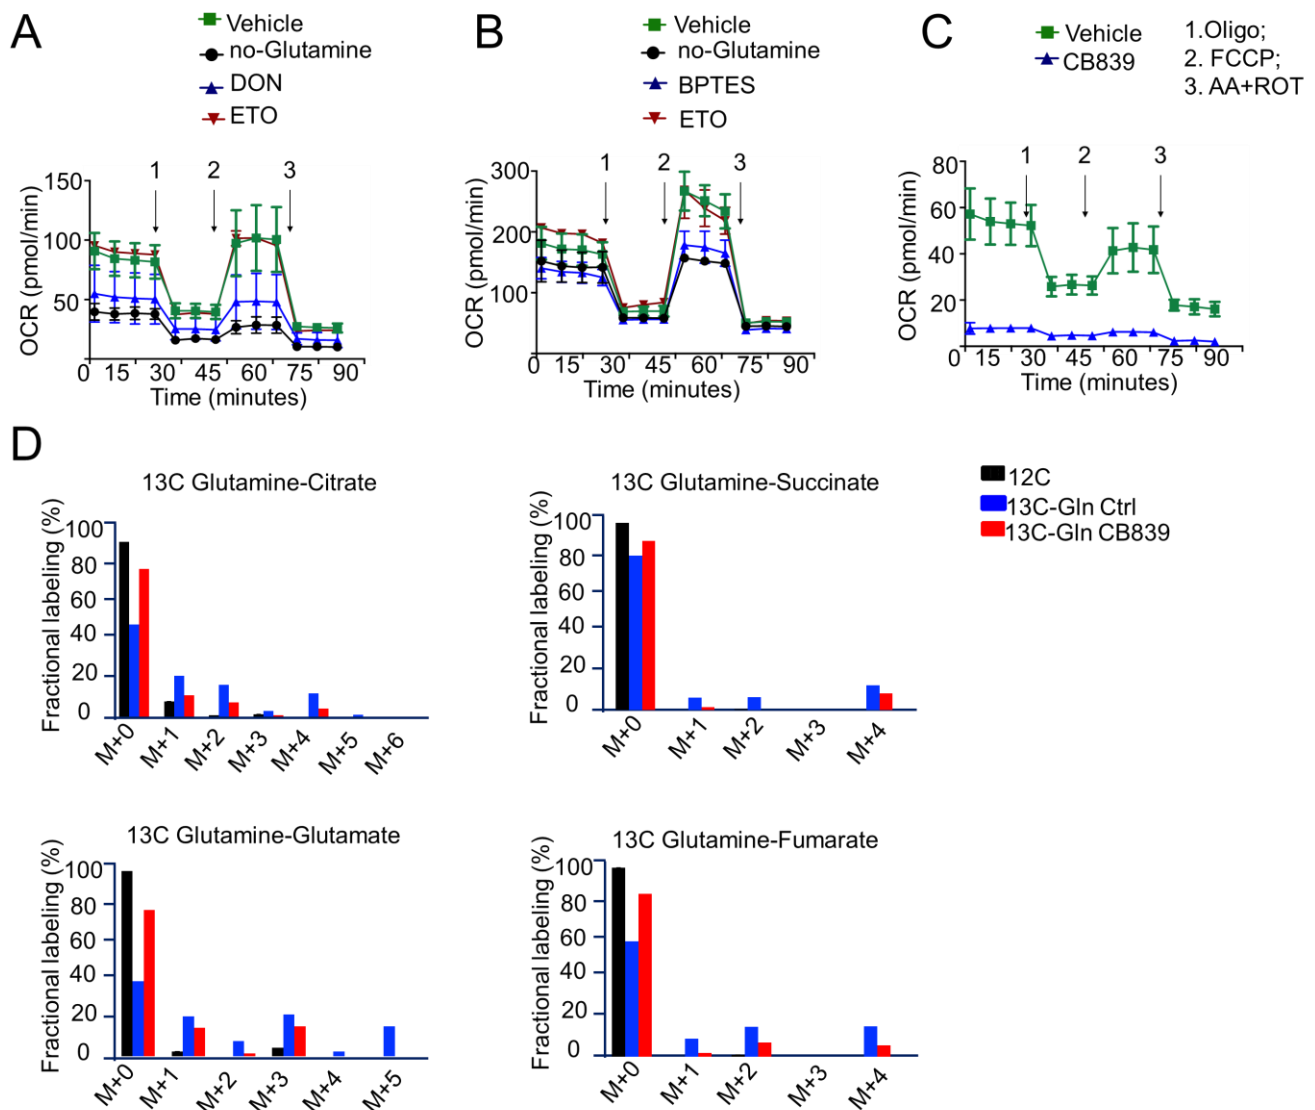 A
Vehicle
no-Glutamine
DON
ETO
1 2 3
OCR (pmol/min)
150
100
50
0 15 30 45 60 75 90
Time (minutes)
B
Vehicle
no-Glutamine
BPTES
ETO
1 2 3
OCR (pmol/min)
300
200
100
0 15 30 45 60 75 90
Time (minutes)
C
Vehicle
CB839
1.Oligo;
2. FCCP;
3. AA+ROT
1 2 3
OCR (pmol/min)
80
60
40
20
0
0 15 30 45 60 75 90
Time (minutes)
D
13C Glutamine-Citrate
Fractional labeling (%)
100
80
60
40
20
0
M+0 M+1 M+2 M+3 M+4 M+5 M+6
13C Glutamine-Succinate
Fractional labeling (%)
100
80
60
40
20
0
M+0 M+1 M+2 M+3 M+4
12C
13C-Gln Ctrl
13C-Gln CB839
13C Glutamine-Glutamate
Fractional labeling (%)
100
80
60
40
20
0
M+0 M+1 M+2 M+3 M+4 M+5
13C Glutamine-Fumarate
Fractional labeling (%)
100
80
60
40
20
0
M+0 M+1 M+2 M+3 M+4